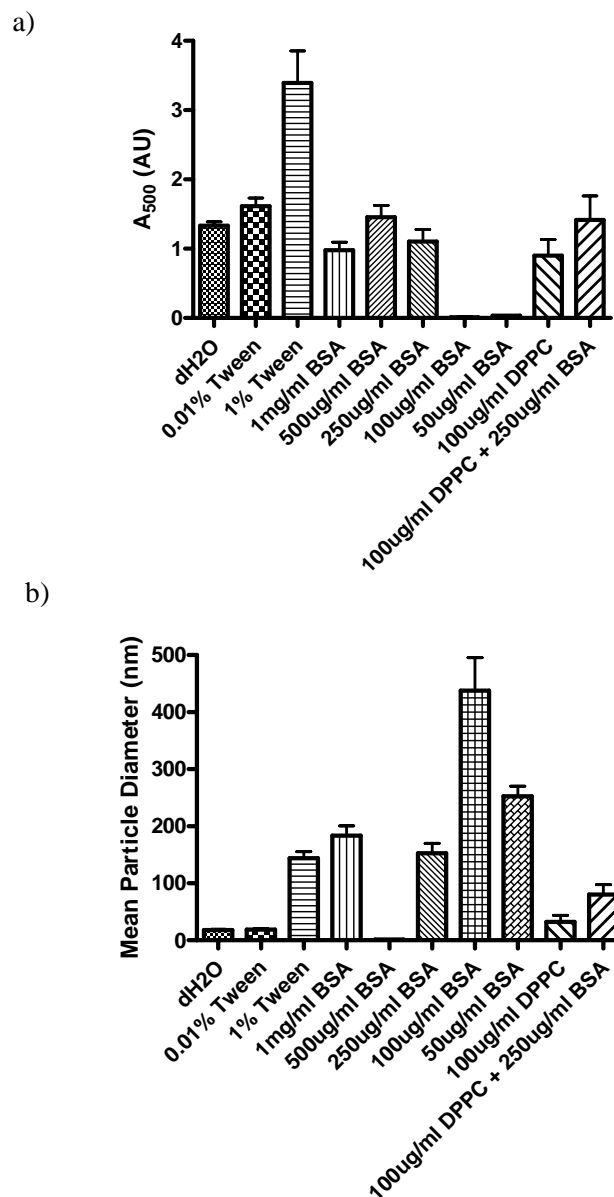 a)
4
3
2
1
0
A500 (AU)
dH2O
0.01% Tween
1% Tween
1mg/ml BSA
500ug/ml BSA
250ug/ml BSA
100ug/ml BSA
50ug/ml BSA
100ug/ml DPPC
100ug/ml DPPC + 250ug/ml BSA
b)
500
400
300
200
100
0
Mean Particle Diameter (nm)
dH2O
0.01% Tween
1% Tween
1mg/ml BSA
500ug/ml BSA
250ug/ml BSA
100ug/ml BSA
50ug/ml BSA
100ug/ml DPPC
100ug/ml DPPC + 250ug/ml BSA